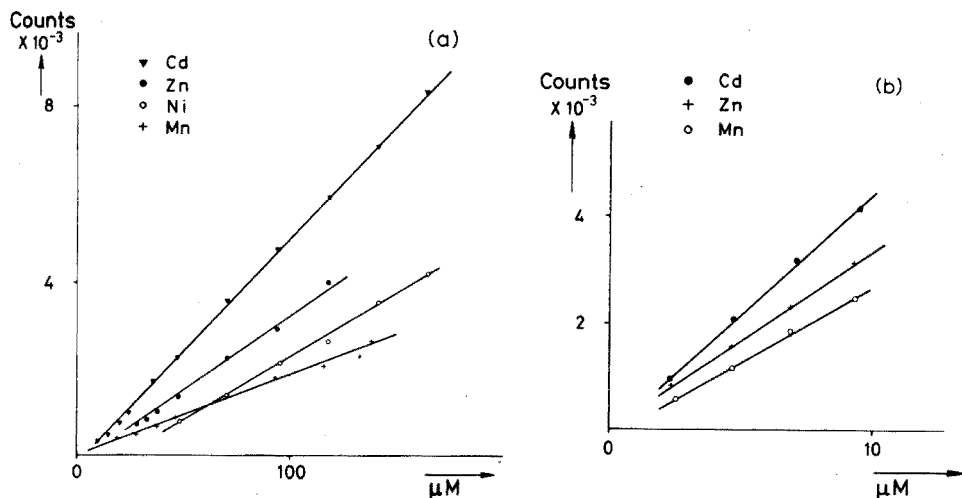 Counts
X 10⁻³
(a)
▼ Cd
• Zn
○ Ni
+ Mn
8
4
0
100
μM
Counts
X 10⁻³
(b)
• Cd
+ Zn
○ Mn
4
2
0
0
10
μM